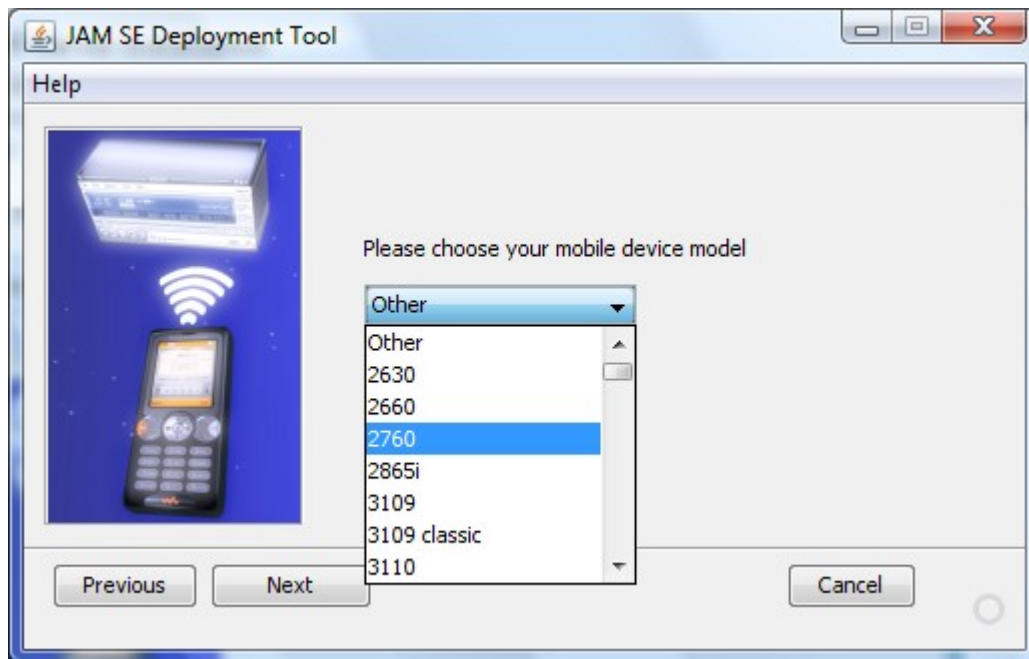 JAM SE Deployment Tool
Help
Please choose your mobile device model
Other
Other
2630
2660
2760
2865i
3109
3109 classic
3110
Previous Next Cancel